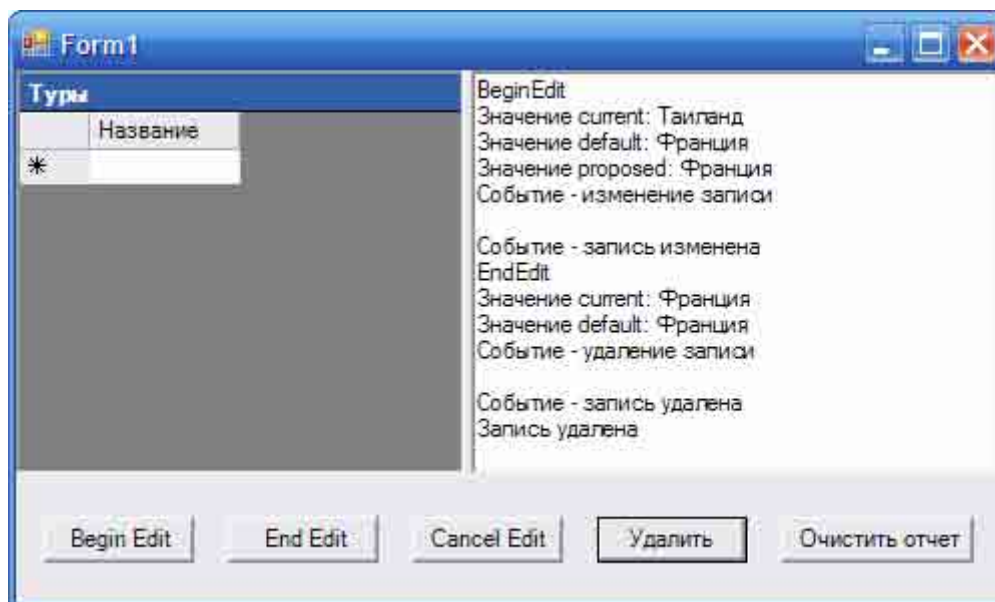 Form1
Туры
Название
BeginEdit
Значение current: Таиланд
Значение default: Франция
Значение proposed: Франция
Событие - изменение записи
Событие - запись изменена
EndEdit
Значение current: Франция
Значение default: Франция
Событие - удаление записи
Событие - запись удалена
Запись удалена
Begin Edit End Edit Cancel Edit Удалить Очистить отчет